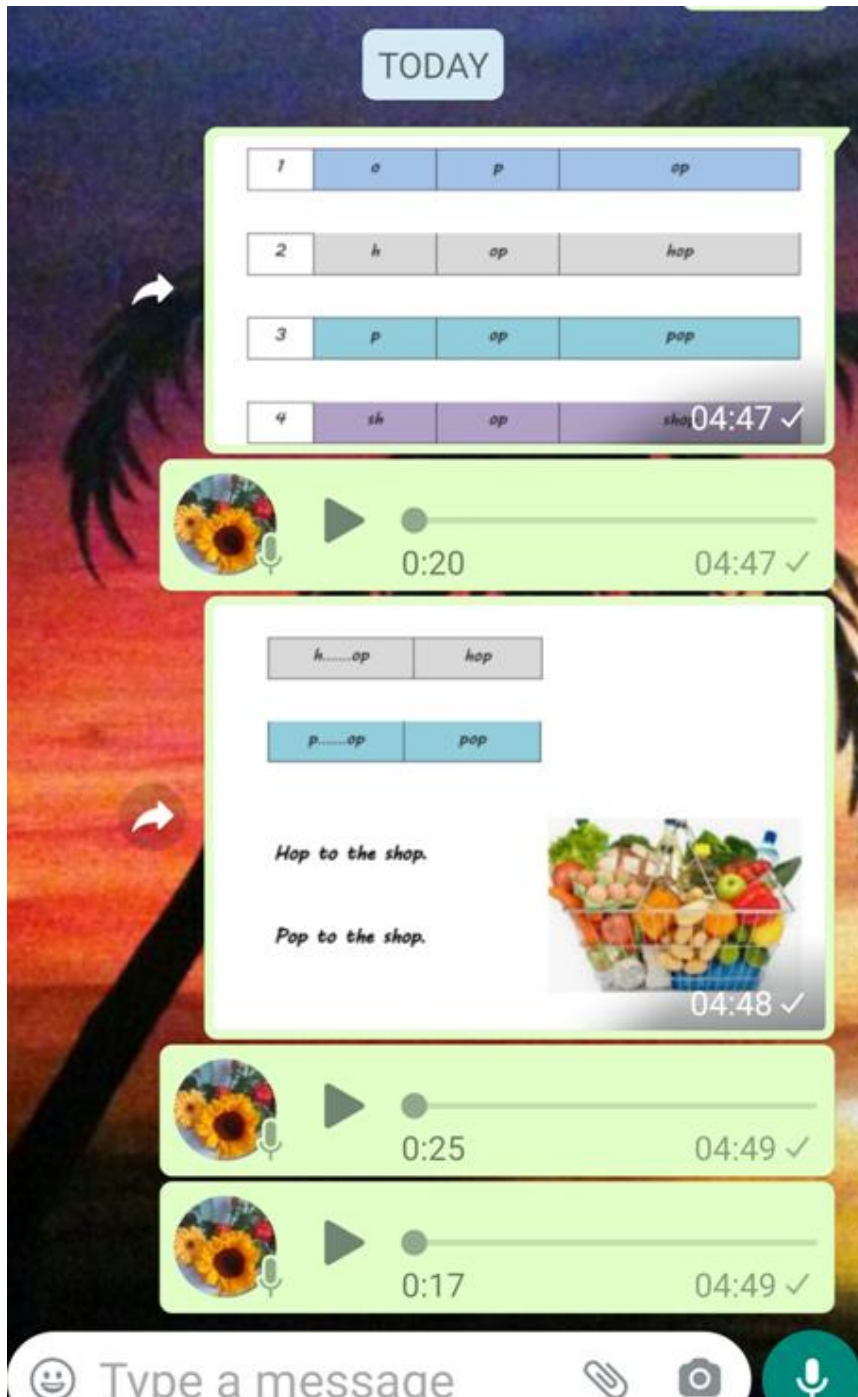 TODAY
1 o p op
2 h op hop
3 p op pop
4 sh op shop
04:47
0:20 04:47
h.......op hop
p.......op pop
Hop to the shop.
Pop to the shop.
04:48
0:25 04:49
0:17 04:49
Type a message